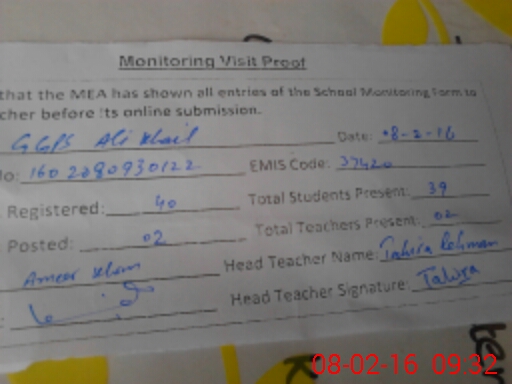 Monitoring Visit Proof
that the MEA has shown all entries of the School Monitoring Form to
cher before its online submission.
GGPS Ali Khail Date: 08-2-16
No: 1602080930122 EMIS Code: 37420
Registered: 40 Total Students Present: 39
Posted: 02 Total Teachers Present: 02
Ameer Head Teacher Name: Tahira Rehman
Head Teacher Signature: Tahira
08-02-16 09:32